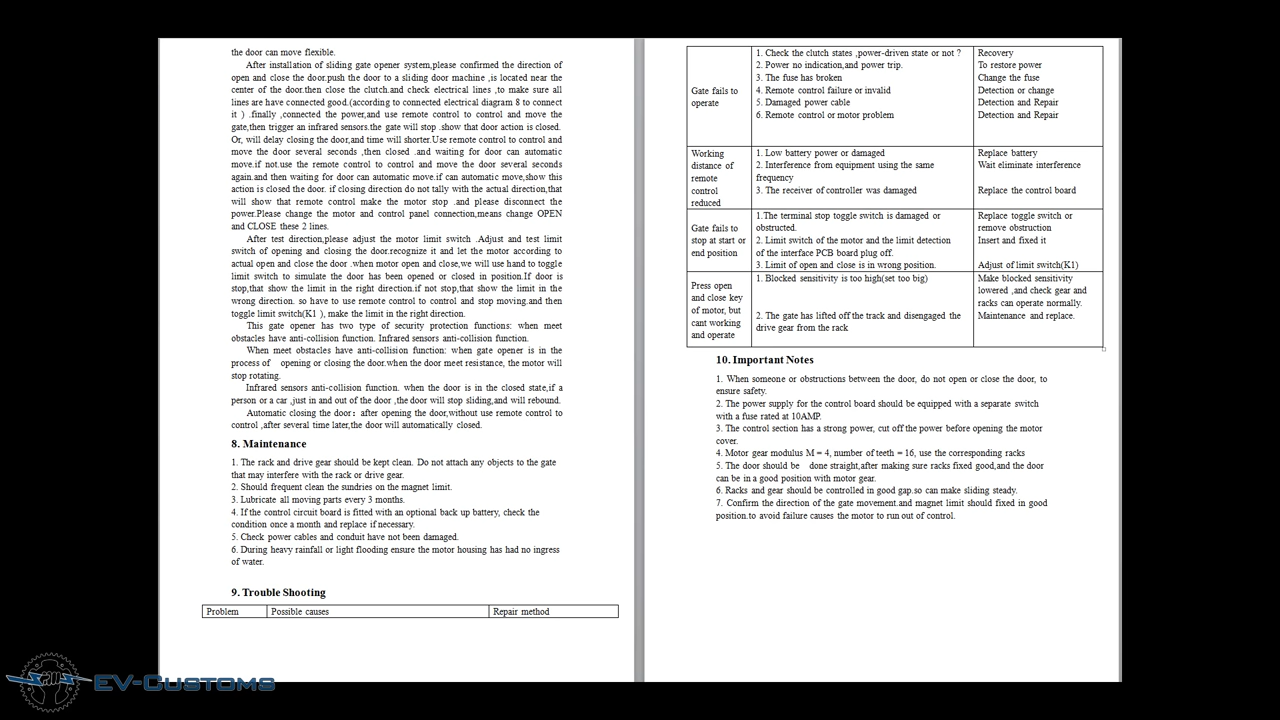 the door can move flexible.
After installation of sliding gate opener system,please confirmed the direction of
open and close the door.push the door to a sliding door machine ,is located near the
center of the door.then close the clutch.and check electrical lines ,to make sure all
lines are have connected good.(according to connected electrical diagram 8 to connect
it ) .finally ,connected the power,and use remote control to control and move the
gate,then trigger an infrared sensors.the gate will stop .show that door action is closed.
Or, will delay closing the door,and time will shorter.Use remote control to control and
move the door several seconds ,then closed .and waiting for door can automatic
move.if not.use the remote control to control and move the door several seconds
again.and then waiting for door can automatic move.if can automatic move,show this
action is closed the door. if closing direction do not tally with the actual direction,that
will show that remote control make the motor stop .and please disconnect the
power.Please change the motor and control panel connection,means change OPEN
and CLOSE these 2 lines.
After test direction,please adjust the motor limit switch .Adjust and test limit
switch of opening and closing the door.recognize it and let the motor according to
actual open and close the door .when motor open and close,we will use hand to toggle
limit switch to simulate the door has been opened or closed in position.If door is
stop,that show the limit in the right direction.if not stop,that show the limit in the
wrong direction. so have to use remote control to control and stop moving.and then
toggle limit switch(K1 ), make the limit in the right direction.
This gate opener has two type of security protection functions: when meet
obstacles have anti-collision function. Infrared sensors anti-collision function.
When meet obstacles have anti-collision function: when gate opener is in the
process of opening or closing the door.when the door meet resistance, the motor will
stop rotating.
Infrared sensors anti-collision function. when the door is in the closed state,if a
person or a car ,just in and out of the door ,the door will stop sliding,and will rebound.
Automatic closing the door：after opening the door,without use remote control to
control ,after several time later,the door will automatically closed.
8. Maintenance
1. The rack and drive gear should be kept clean. Do not attach any objects to the gate
that may interfere with the rack or drive gear.
2. Should frequent clean the sundries on the magnet limit.
3. Lubricate all moving parts every 3 months.
4. If the control circuit board is fitted with an optional back up battery, check the
condition once a month and replace if necessary.
5. Check power cables and conduit have not been damaged.
6. During heavy rainfall or light flooding ensure the motor housing has had no ingress
of water.
9. Trouble Shooting
Problem Possible causes Repair method
Gate fails to
operate
1. Check the clutch states ,power-driven state or not ? Recovery
2. Power no indication,and power trip. To restore power
3. The fuse has broken Change the fuse
4. Remote control failure or invalid Detection or change
5. Damaged power cable Detection and Repair
6. Remote control or motor problem Detection and Repair
Working
distance of
remote
control
reduced
1. Low battery power or damaged Replace battery
2. Interference from equipment using the same Wait eliminate interference
frequency
3. The receiver of controller was damaged Replace the control board
Gate fails to
stop at start or
end position
1.The terminal stop toggle switch is damaged or Replace toggle switch or
obstructed. remove obstruction
2. Limit switch of the motor and the limit detection Insert and fixed it
of the interface PCB board plug off.
3. Limit of open and close is in wrong position. Adjust of limit switch(K1)
Press open
and close key
of motor, but
cant working
and operate
1. Blocked sensitivity is too high(set too big) Make blocked sensitivity
lowered ,and check gear and
racks can operate normally.
2. The gate has lifted off the track and disengaged the Maintenance and replace.
drive gear from the rack
10. Important Notes
1. When someone or obstructions between the door, do not open or close the door, to
ensure safety.
2. The power supply for the control board should be equipped with a separate switch
with a fuse rated at 10AMP.
3. The control section has a strong power, cut off the power before opening the motor
cover.
4. Motor gear modulus M = 4, number of teeth = 16, use the corresponding racks
5. The door should be done straight,after making sure racks fixed good,and the door
can be in a good position with motor gear.
6. Racks and gear should be controlled in good gap.so can make sliding steady.
7. Confirm the direction of the gate movement.and magnet limit should fixed in good
position.to avoid failure causes the motor to run out of control.
EV-Customs